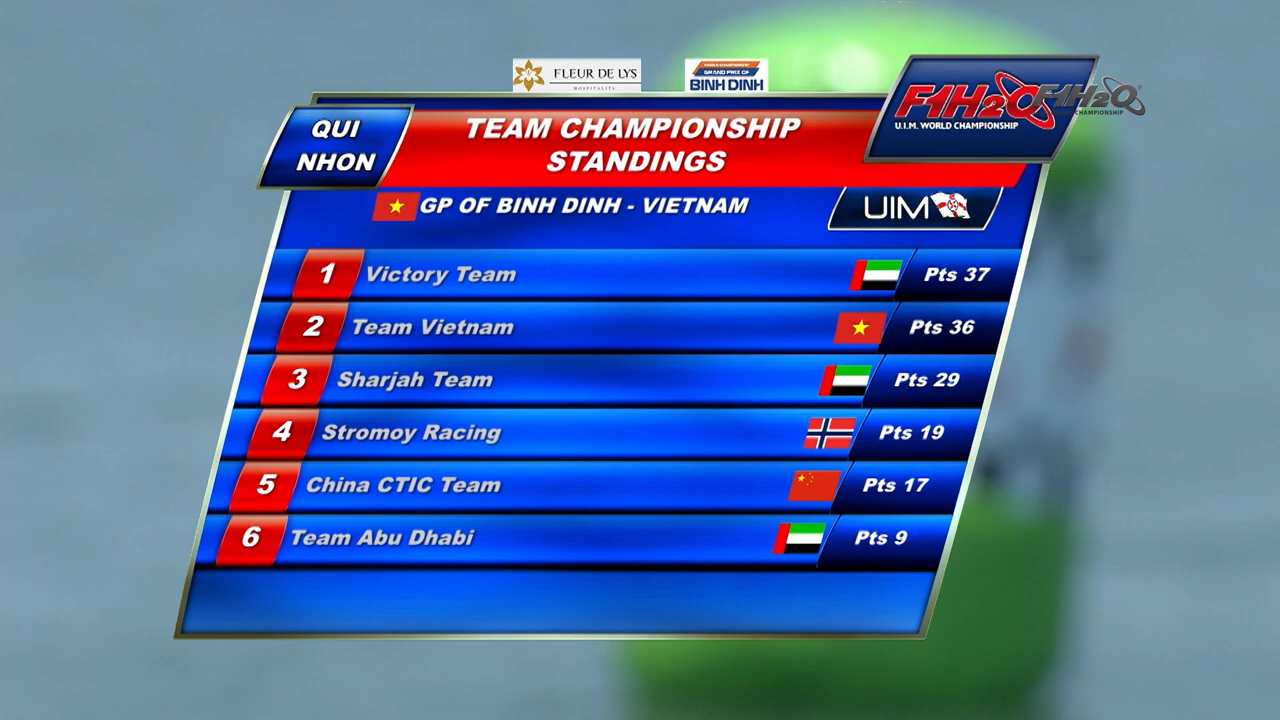 FLEUR DE LYS
HOSPITALITY
GRAND PRIX OF
BINH DINH
F1H2O
U.I.M. WORLD CHAMPIONSHIP
F1H2O
CHAMPIONSHIP
QUI
NHON
TEAM CHAMPIONSHIP
STANDINGS
GP OF BINH DINH - VIETNAM
UIM
1 Victory Team Pts 37
2 Team Vietnam Pts 36
3 Sharjah Team Pts 29
4 Stromoy Racing Pts 19
5 China CTIC Team Pts 17
6 Team Abu Dhabi Pts 9